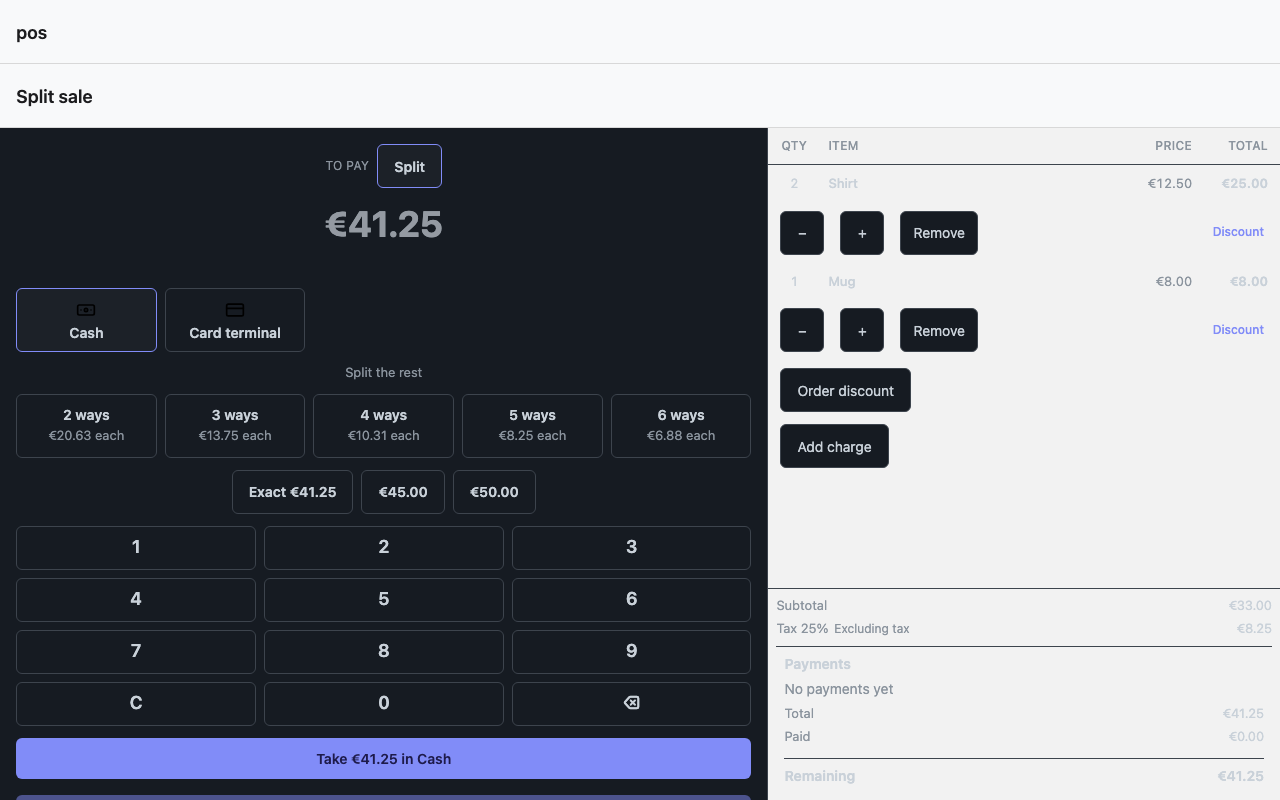 pos
Split sale
TO PAY
Split
€41.25
Cash
Card terminal
Split the rest
2 ways
€20.63 each
3 ways
€13.75 each
4 ways
€10.31 each
5 ways
€8.25 each
6 ways
€6.88 each
Exact €41.25
€45.00
€50.00
1
2
3
4
5
6
7
8
9
C
0
Take €41.25 in Cash
QTY ITEM PRICE TOTAL
2 Shirt €12.50 €25.00
− + Remove Discount
1 Mug €8.00 €8.00
− + Remove Discount
Order discount
Add charge
Subtotal €33.00
Tax 25% Excluding tax €8.25
Payments
No payments yet
Total €41.25
Paid €0.00
Remaining €41.25